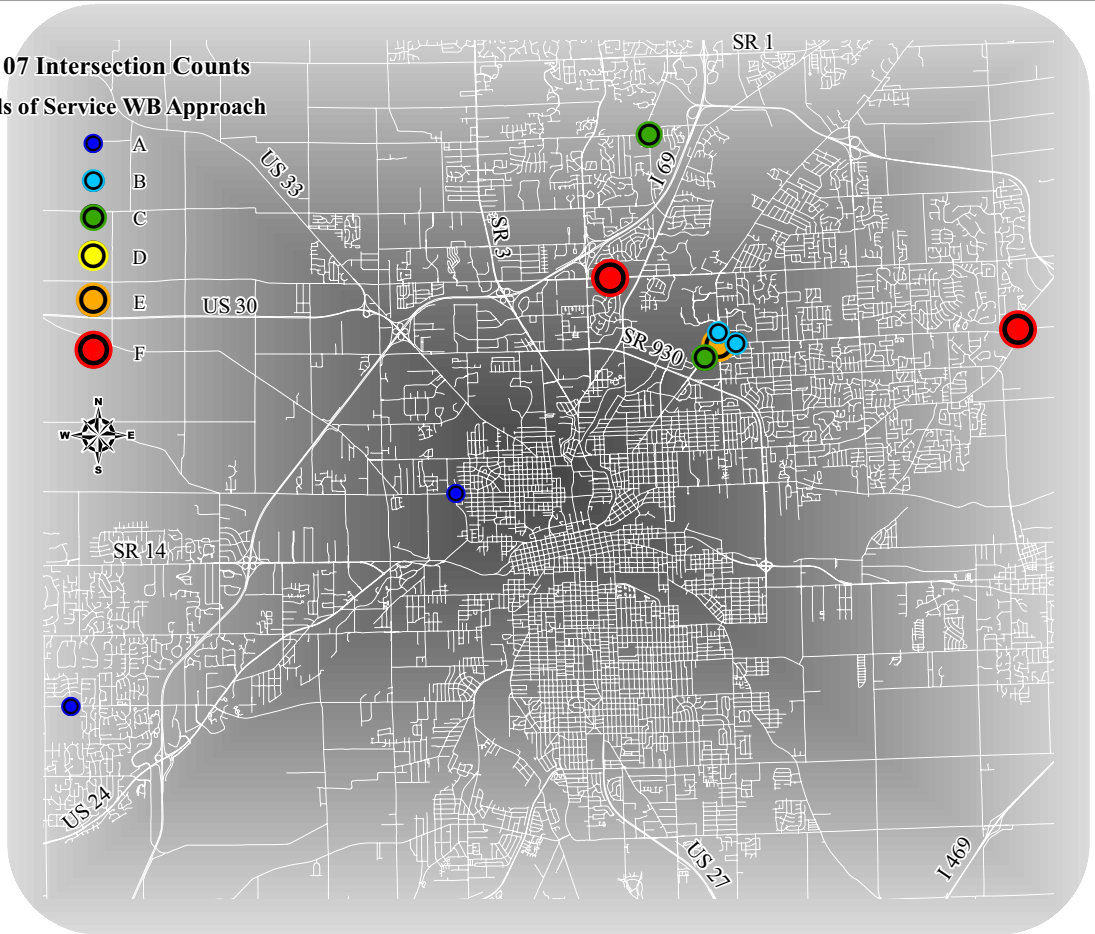 07 Intersection Counts
ls of Service WB Approach
A
B
C
D
E
F
N
W E
S
SR 1
US 33
I 69
SR 3
US 30
SR 930
SR 14
US 24
US 27
I 469